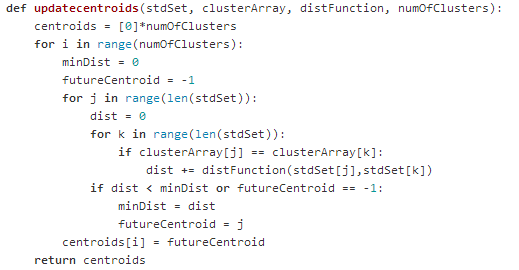 def updatecentroids(stdSet, clusterArray, distFunction, numOfClusters):
    centroids = [0]*numOfClusters
    for i in range(numOfClusters):
        minDist = 0
        futureCentroid = -1
        for j in range(len(stdSet)):
            dist = 0
            for k in range(len(stdSet)):
                if clusterArray[j] == clusterArray[k]:
                    dist += distFunction(stdSet[j],stdSet[k])
            if dist < minDist or futureCentroid == -1:
                minDist = dist
                futureCentroid = j
        centroids[i] = futureCentroid
    return centroids